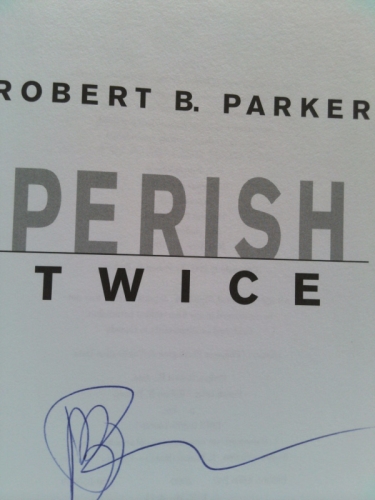 ROBERT B. PARKER
PERISH
TWICE